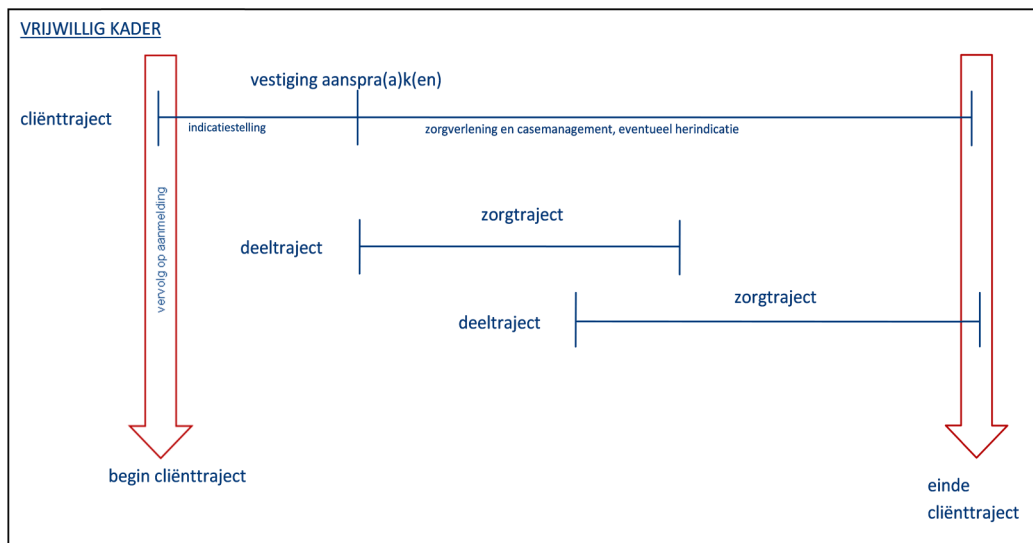 VRIJWILLIG KADER
vestiging aanspra(a)k(en)
cliënttraject
indicatiestelling
zorgverlening en casemanagement, eventueel herindicatie
vervolg op aanmelding
zorgtraject
deeltraject
zorgtraject
deeltraject
begin cliënttraject
einde
cliënttraject